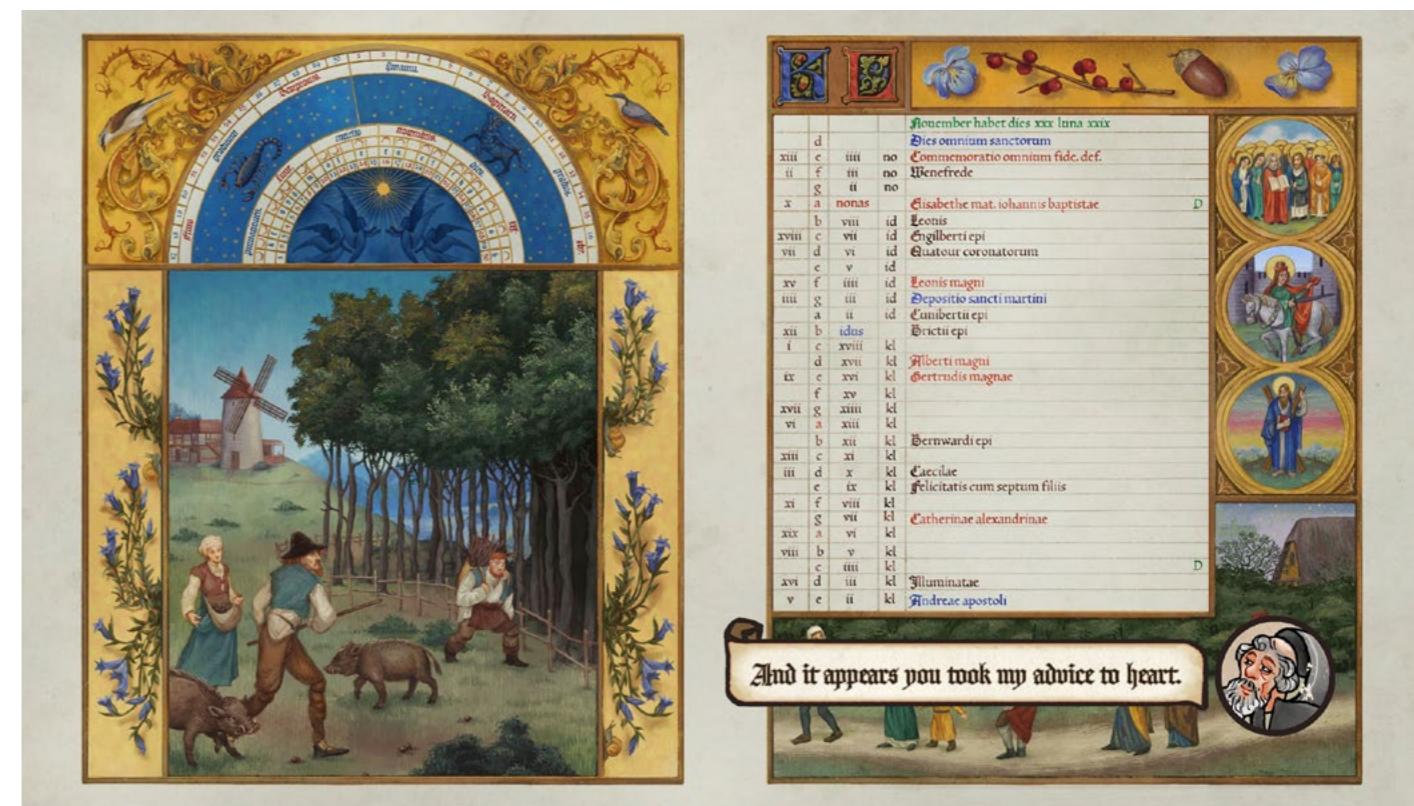 KL
November habet dies xxx luna xxix
d Dies omnium sanctorum
xiii e iiii no Commemoratio omnium fide. def.
ii f iii no Wenefrede
g ii no
x a nonas Elisabethe mat. iohannis baptistae D
b viii id Leonis
xviii c vii id Engilberti epi
vii d vi id Quatour coronatorum
e v id
xv f iiii id Leonis magni
iiii g iii id Depositio sancti martini
a ii id Cunibertii epi
xii b idus Brictii epi
i c xviii kl
d xvii kl Alberti magni
ix e xvi kl Gertrudis magnae
f xv kl
xvii g xiiii kl
vi a xiii kl
b xii kl Bernwardi epi
xiiii c xi kl
iii d x kl Caecilae
e ix kl Felicitatis cum septum filiis
xi f viii kl
g vii kl Catherinae alexandrinae
xix a vi kl
viii b v kl
c iiii kl D
xvi d iii kl Illuminatae
v e ii kl Andreae apostoli
And it appears you took my advice to heart.